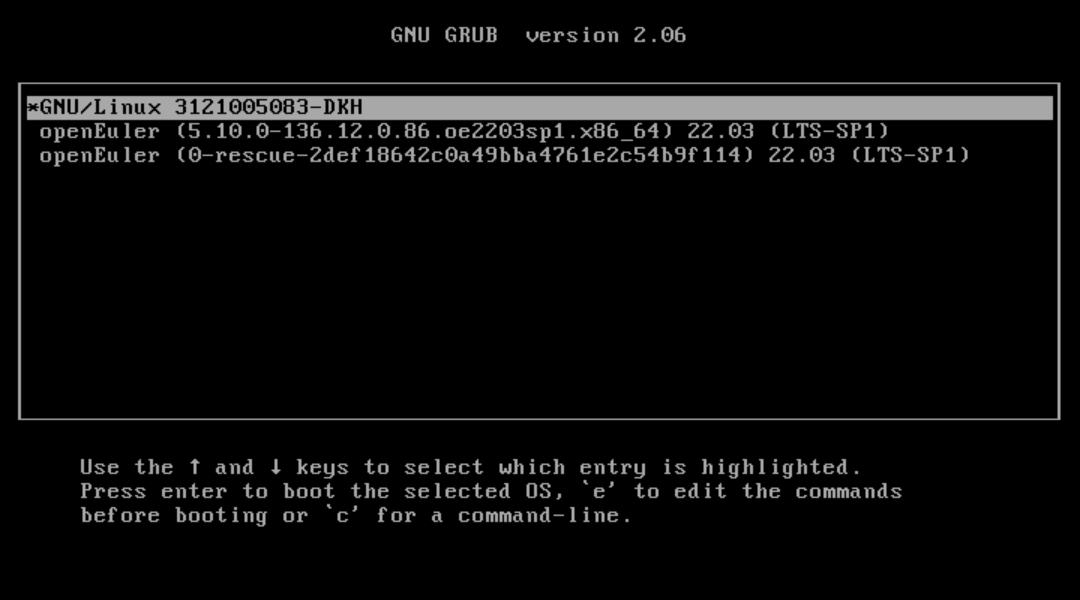 GNU GRUB  version 2.06
*GNU/Linux 3121005083-DKH
openEuler (5.10.0-136.12.0.86.oe2203sp1.x86_64) 22.03 (LTS-SP1)
openEuler (0-rescue-2def18642c0a49bba4761e2c54b9f114) 22.03 (LTS-SP1)
Use the ↑ and ↓ keys to select which entry is highlighted.
Press enter to boot the selected OS, `e' to edit the commands
before booting or `c' for a command-line.